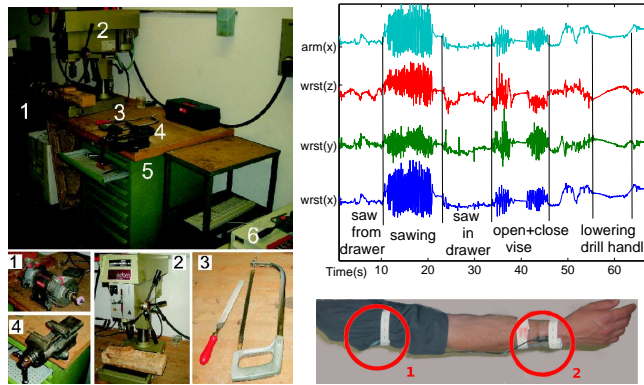 2
1
3
4
5
6
1
2
3
4
arm(x)
wrst(z)
wrst(y)
wrst(x)
saw
from
drawer
sawing
saw
in
drawer
open+close
vise
lowering
drill handl
Time(s) 10 20 30 40 50 60
1
2